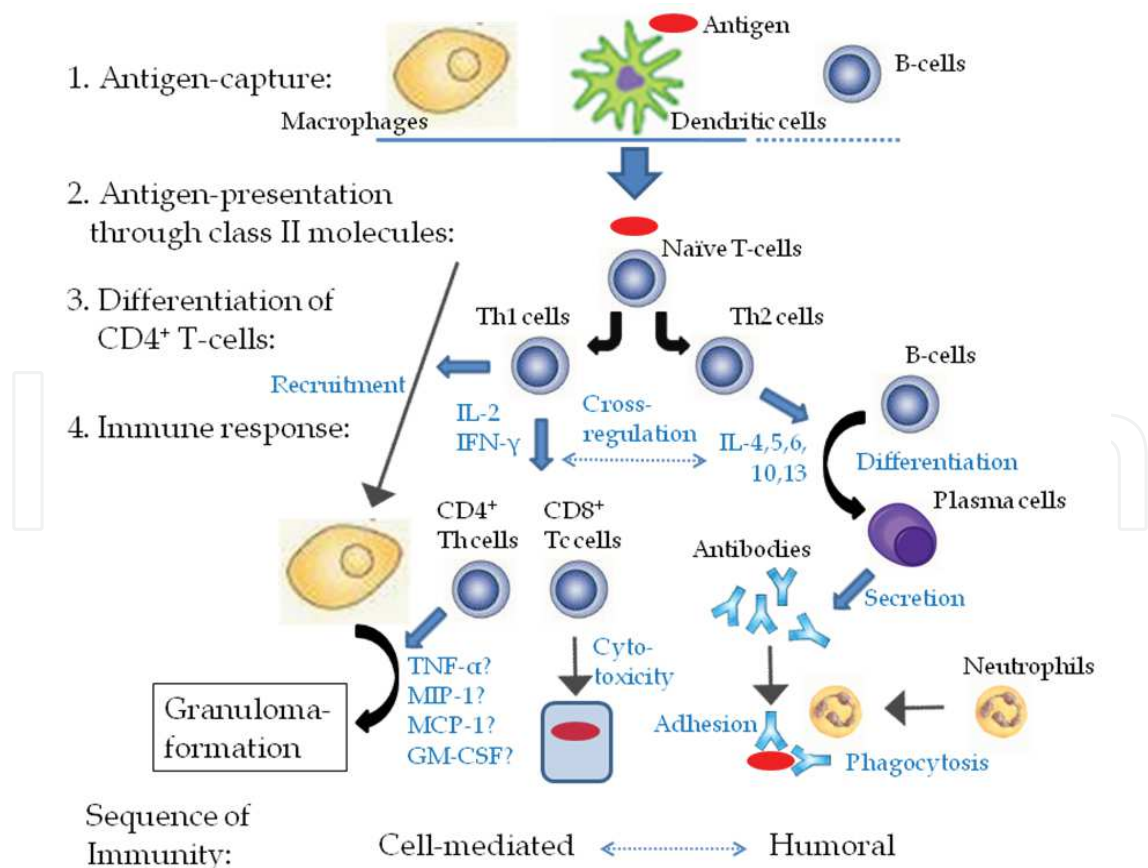 Antigen
B-cells
1. Antigen-capture:
Macrophages
Dendritic cells
2. Antigen-presentation
through class II molecules:
Naïve T-cells
3. Differentiation of
CD4⁺ T-cells:
Th1 cells
Th2 cells
B-cells
Recruitment
4. Immune response:
IL-2
IFN-γ
Cross-
regulation
IL-4,5,6,
10,13
Differentiation
Plasma cells
CD4⁺
Th cells
CD8⁺
Tc cells
Antibodies
Secretion
TNF-α?
MIP-1?
MCP-1?
GM-CSF?
Cyto-
toxicity
Neutrophils
Granuloma-
formation
Adhesion
Phagocytosis
Sequence of
Immunity:
Cell-mediated
Humoral